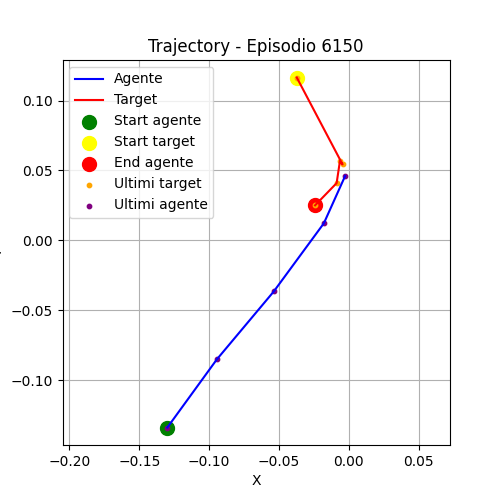 Trajectory - Episodio 6150
Agente
Target
Start agente
Start target
End agente
Ultimi target
Ultimi agente
0.10
0.05
0.00
−0.05
−0.10
−0.20
−0.15
−0.10
−0.05
0.00
0.05
X